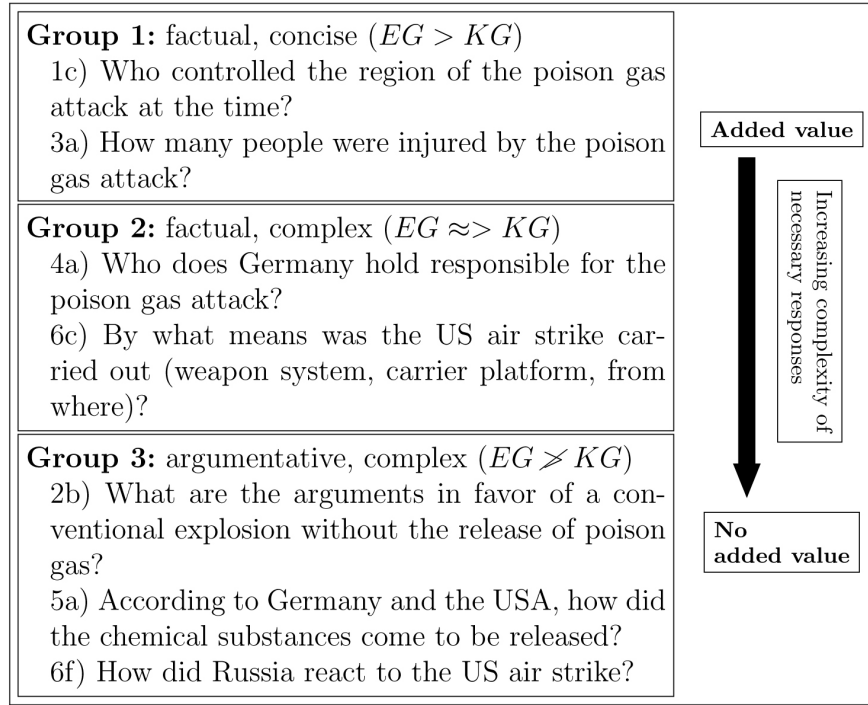 Group 1: factual, concise (EG > KG)
1c) Who controlled the region of the poison gas
attack at the time?
3a) How many people were injured by the poison
gas attack?
Group 2: factual, complex (EG ≈> KG)
4a) Who does Germany hold responsible for the
poison gas attack?
6c) By what means was the US air strike car-
ried out (weapon system, carrier platform, from
where)?
Group 3: argumentative, complex (EG ≯ KG)
2b) What are the arguments in favor of a con-
ventional explosion without the release of poison
gas?
5a) According to Germany and the USA, how did
the chemical substances come to be released?
6f) How did Russia react to the US air strike?
Added value
Increasing complexity of
necessary responses
No
added value